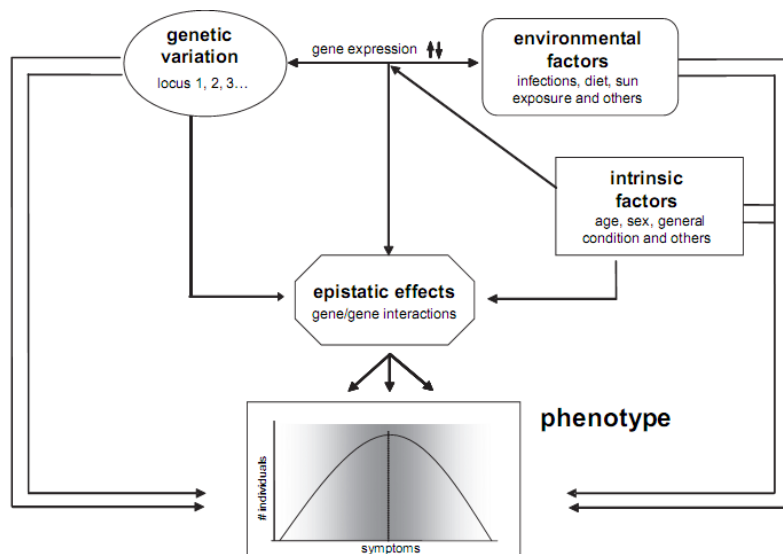 genetic
variation
locus 1, 2, 3...
gene expression
environmental
factors
infections, diet, sun
exposure and others
intrinsic
factors
age, sex, general
condition and others
epistatic effects
gene/gene interactions
phenotype
# individuals
symptoms